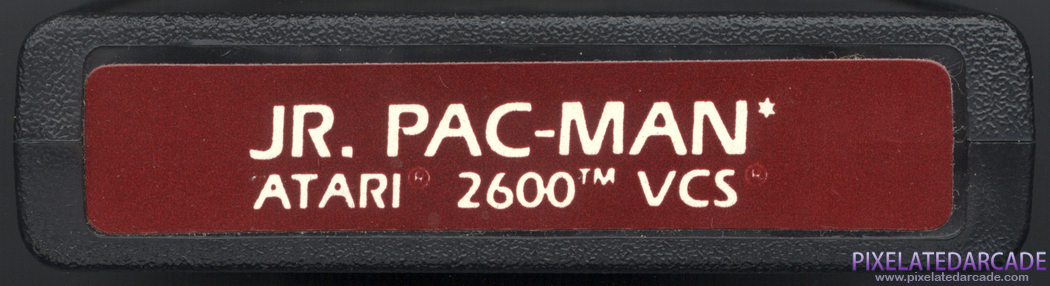 JR. PAC-MAN*
ATARI® 2600™ VCS®
PIXELATEDARCADE
www.pixelatedarcade.com